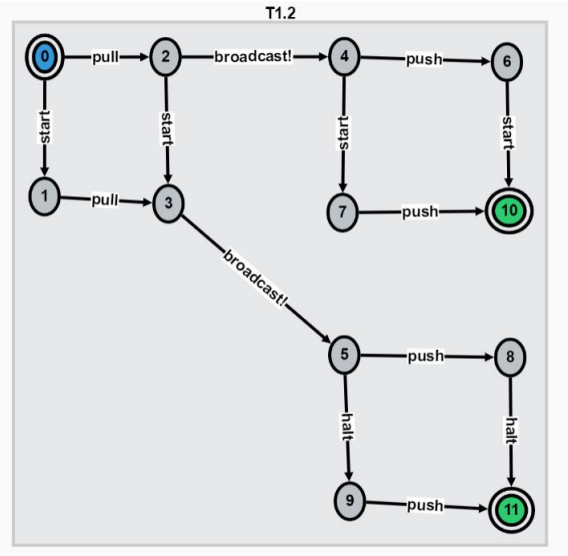 T1.2
0 pull 2 broadcast! 4 push 6
start start start start
1 pull 3 7 push 10
broadcast!
5 push 8
halt halt
9 push 11